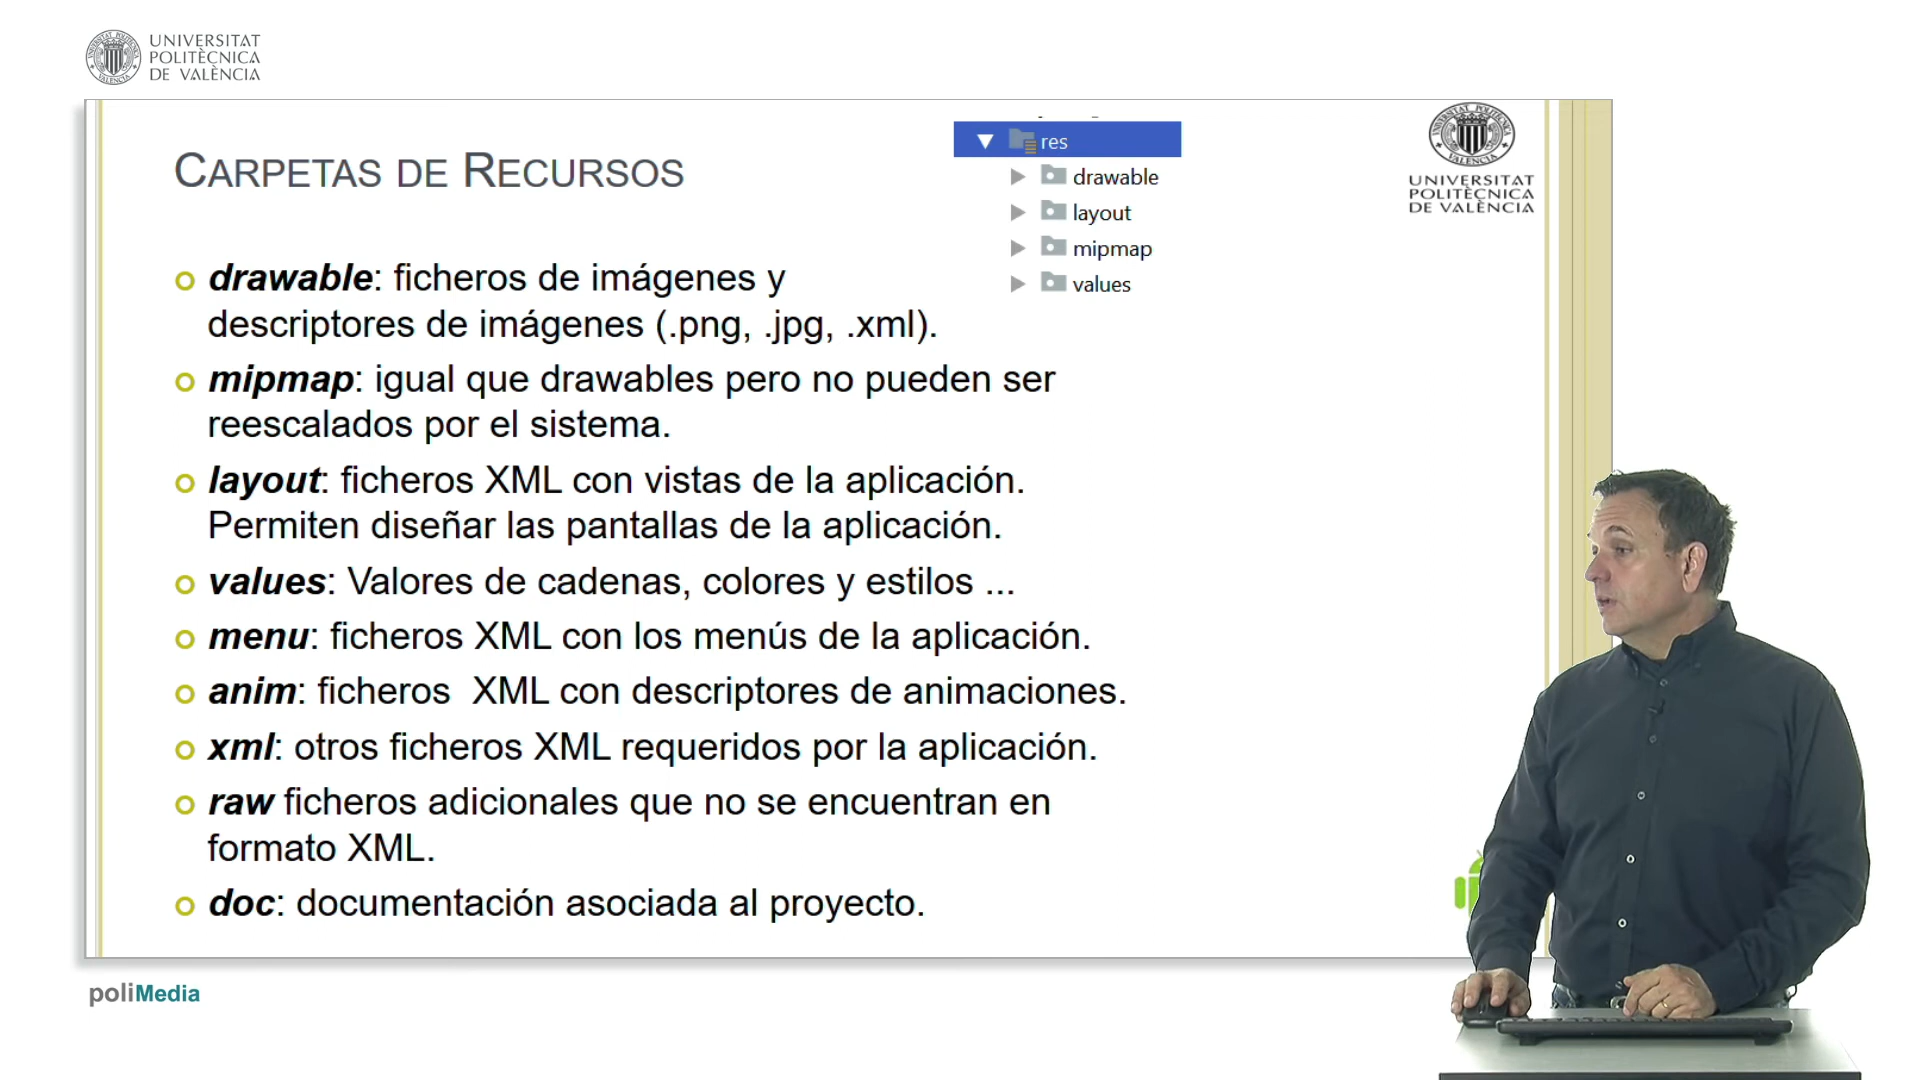 UNIVERSITAT
POLITÈCNICA
DE VALÈNCIA
CARPETAS DE RECURSOS
res
drawable
layout
mipmap
values
UNIVERSITAT
POLITÈCNICA
DE VALÈNCIA
drawable: ficheros de imágenes y
descriptores de imágenes (.png, .jpg, .xml).
mipmap: igual que drawables pero no pueden ser
reescalados por el sistema.
layout: ficheros XML con vistas de la aplicación.
Permiten diseñar las pantallas de la aplicación.
values: Valores de cadenas, colores y estilos ...
menu: ficheros XML con los menús de la aplicación.
anim: ficheros XML con descriptores de animaciones.
xml: otros ficheros XML requeridos por la aplicación.
raw ficheros adicionales que no se encuentran en
formato XML.
doc: documentación asociada al proyecto.
poliMedia